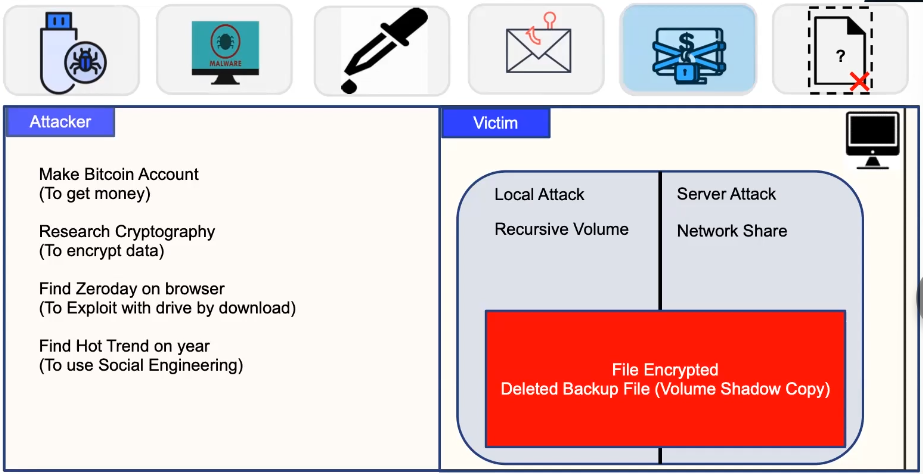 MALWARE
$
?
Attacker
Make Bitcoin Account
(To get money)
Research Cryptography
(To encrypt data)
Find Zeroday on browser
(To Exploit with drive by download)
Find Hot Trend on year
(To use Social Engineering)
Victim
Local Attack
Recursive Volume
Server Attack
Network Share
File Encrypted
Deleted Backup File (Volume Shadow Copy)